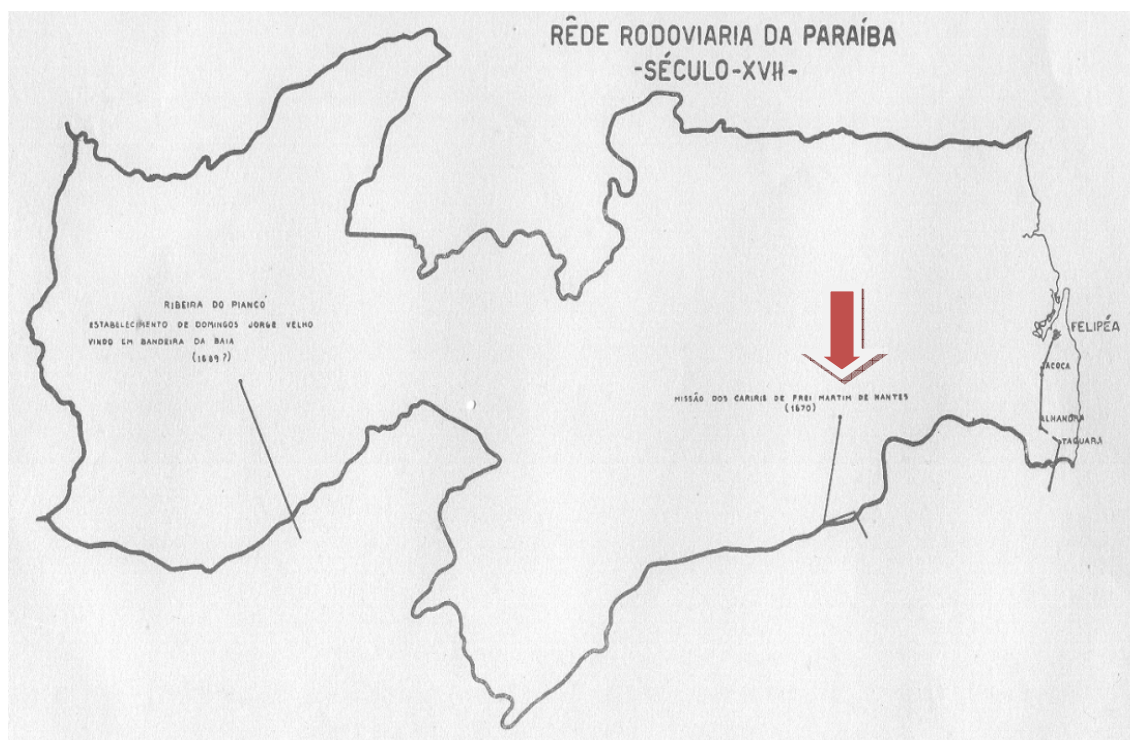 RÊDE RODOVIARIA DA PARAÍBA
-SÉCULO-XVII-
RIBEIRA DO PIANCÓ
ESTABELECIMENTO DE DOMINGOS JORGE VELHO
VINDO EM BANDEIRA DA BAIA
(1689?)
MISSÃO DOS CARIRIS DE FREI MARTIM DE NANTES
(1670)
FELIPÉA
JACOCA
ALHANDRA
TAQUARA